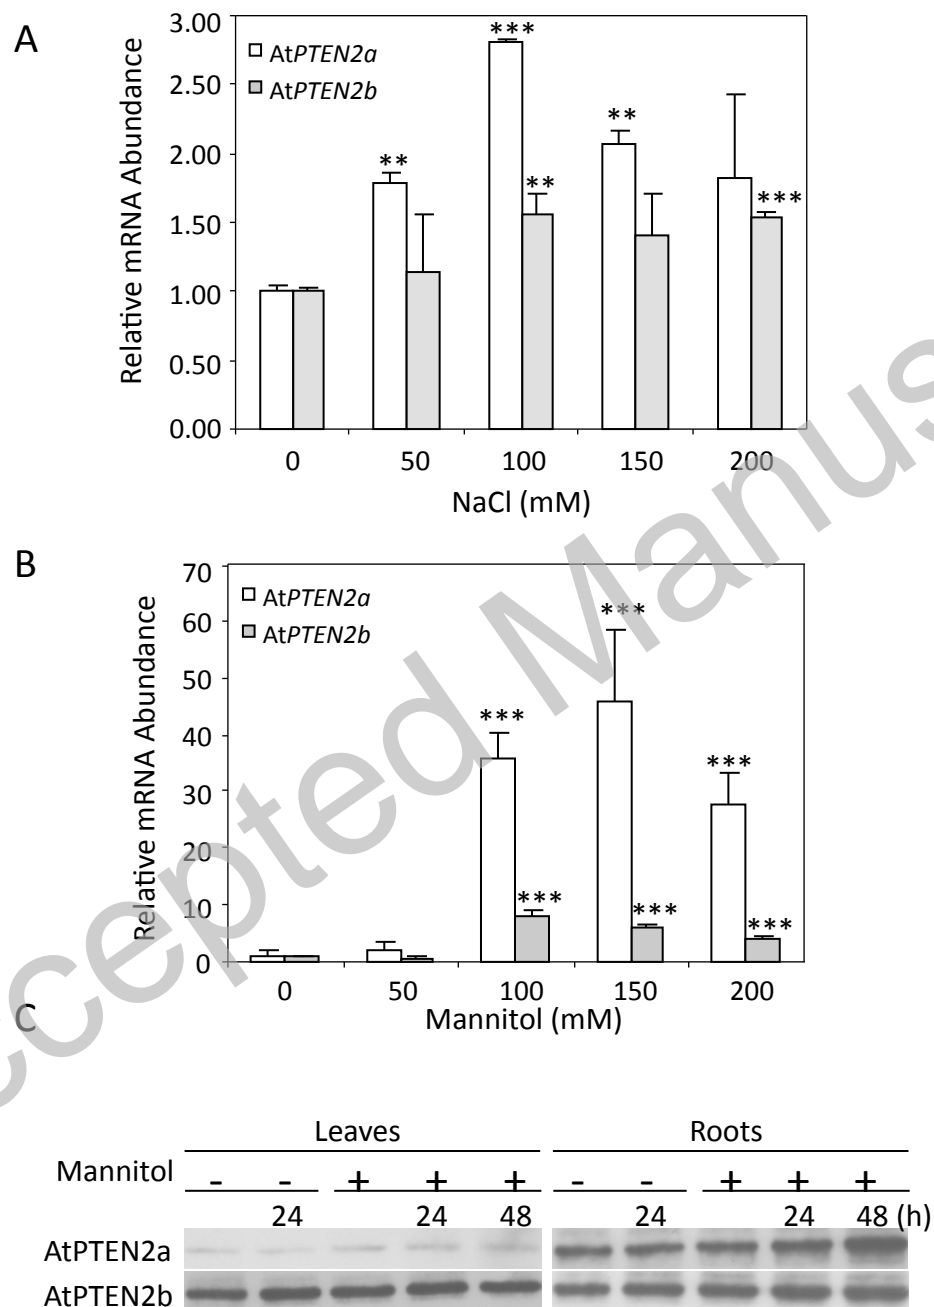 A
3.00
2.50
2.00
1.50
1.00
0.50
0.00
Relative mRNA Abundance
AtPTEN2a
AtPTEN2b
**
***
**
**
***
0 50 100 150 200
NaCl (mM)
B
70
60
50
40
30
20
10
0
Relative mRNA Abundance
AtPTEN2a
AtPTEN2b
***
***
***
***
***
***
0 50 100 150 200
Mannitol (mM)
C
Leaves Roots
Mannitol - - + + + - - + + +
24 24 48 24 24 48 (h)
AtPTEN2a
AtPTEN2b
ccepted Manus